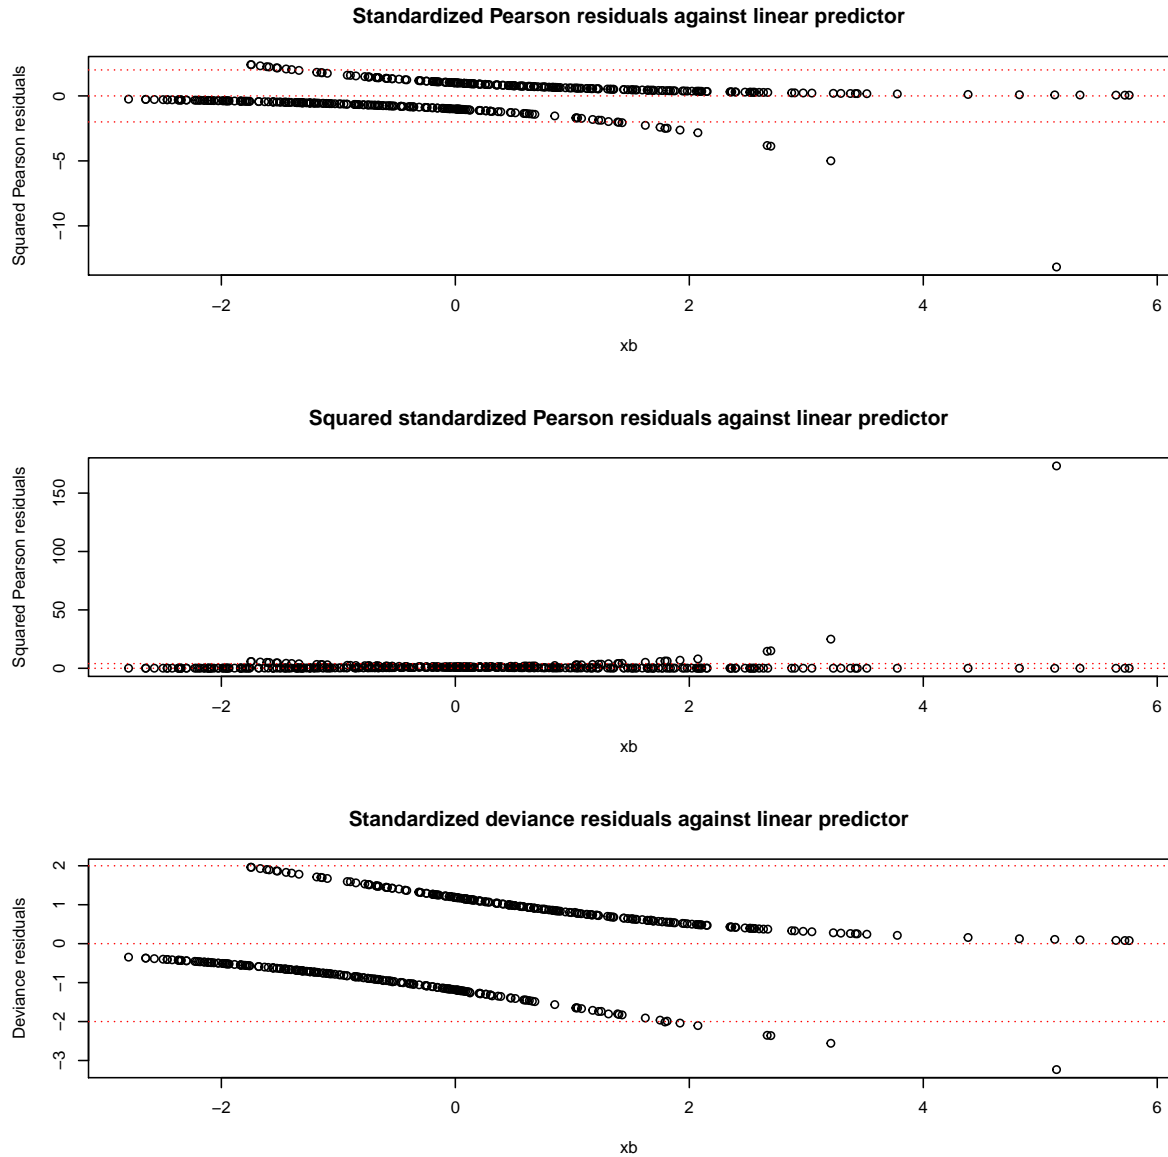 Standardized Pearson residuals against linear predictor
Squared Pearson residuals
0
−5
−10
−2 0 2 4 6
xb
Squared standardized Pearson residuals against linear predictor
Squared Pearson residuals
150
100
50
0
−2 0 2 4 6
xb
Standardized deviance residuals against linear predictor
Deviance residuals
2
1
0
−1
−2
−3
−2 0 2 4 6
xb